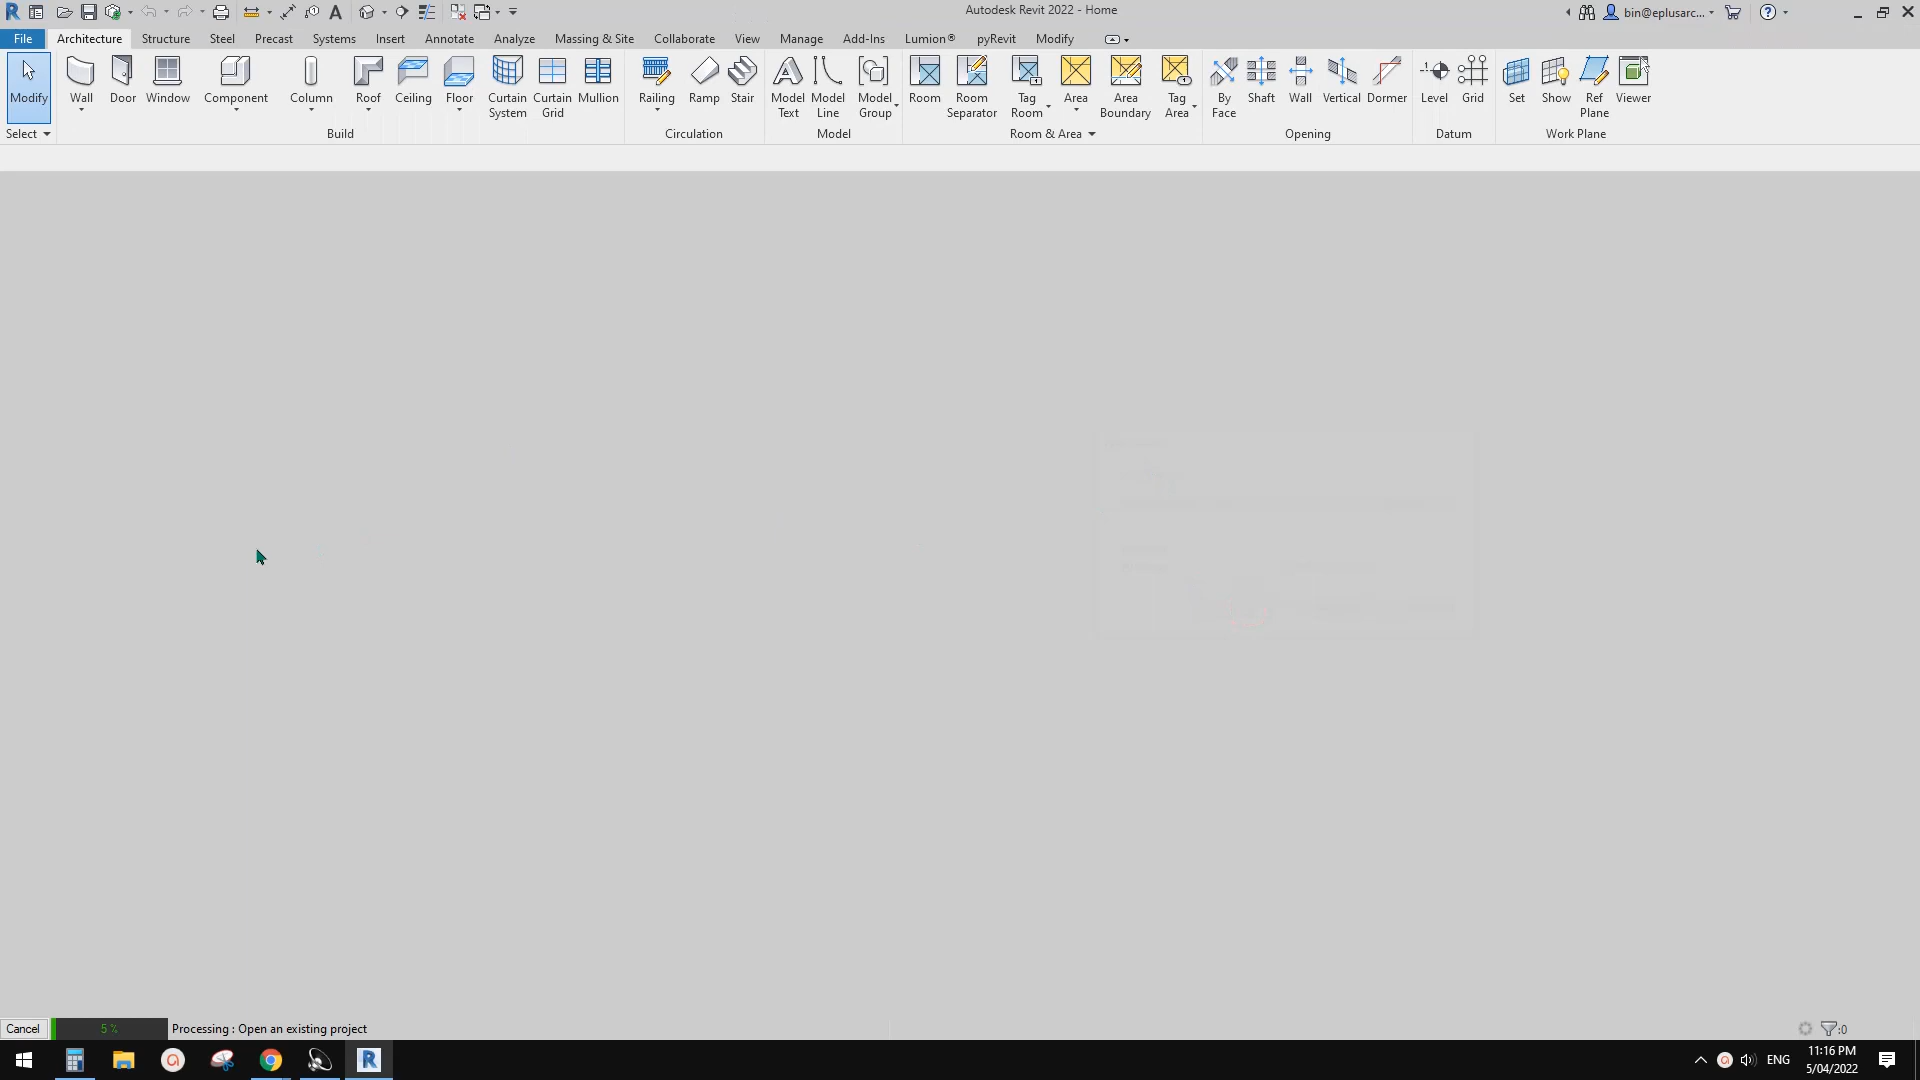 Autodesk Revit 2022 - Home
bin@eplusarc...
File Architecture Structure Steel Precast Systems Insert Annotate Analyze Massing & Site Collaborate View Manage Add-Ins Lumion® pyRevit Modify
Modify Wall Door Window Component Column Roof Ceiling Floor Curtain System Curtain Grid Mullion Railing Ramp Stair Model Text Model Line Model Group Room Room Separator Tag Room Area Area Boundary Tag Area By Face Shaft Wall Vertical Dormer Level Grid Set Show Ref Plane Viewer
Select Build Circulation Model Room & Area Opening Datum Work Plane
Cancel 5 % Processing : Open an existing project :0
ENG 11:16 PM
5/04/2022